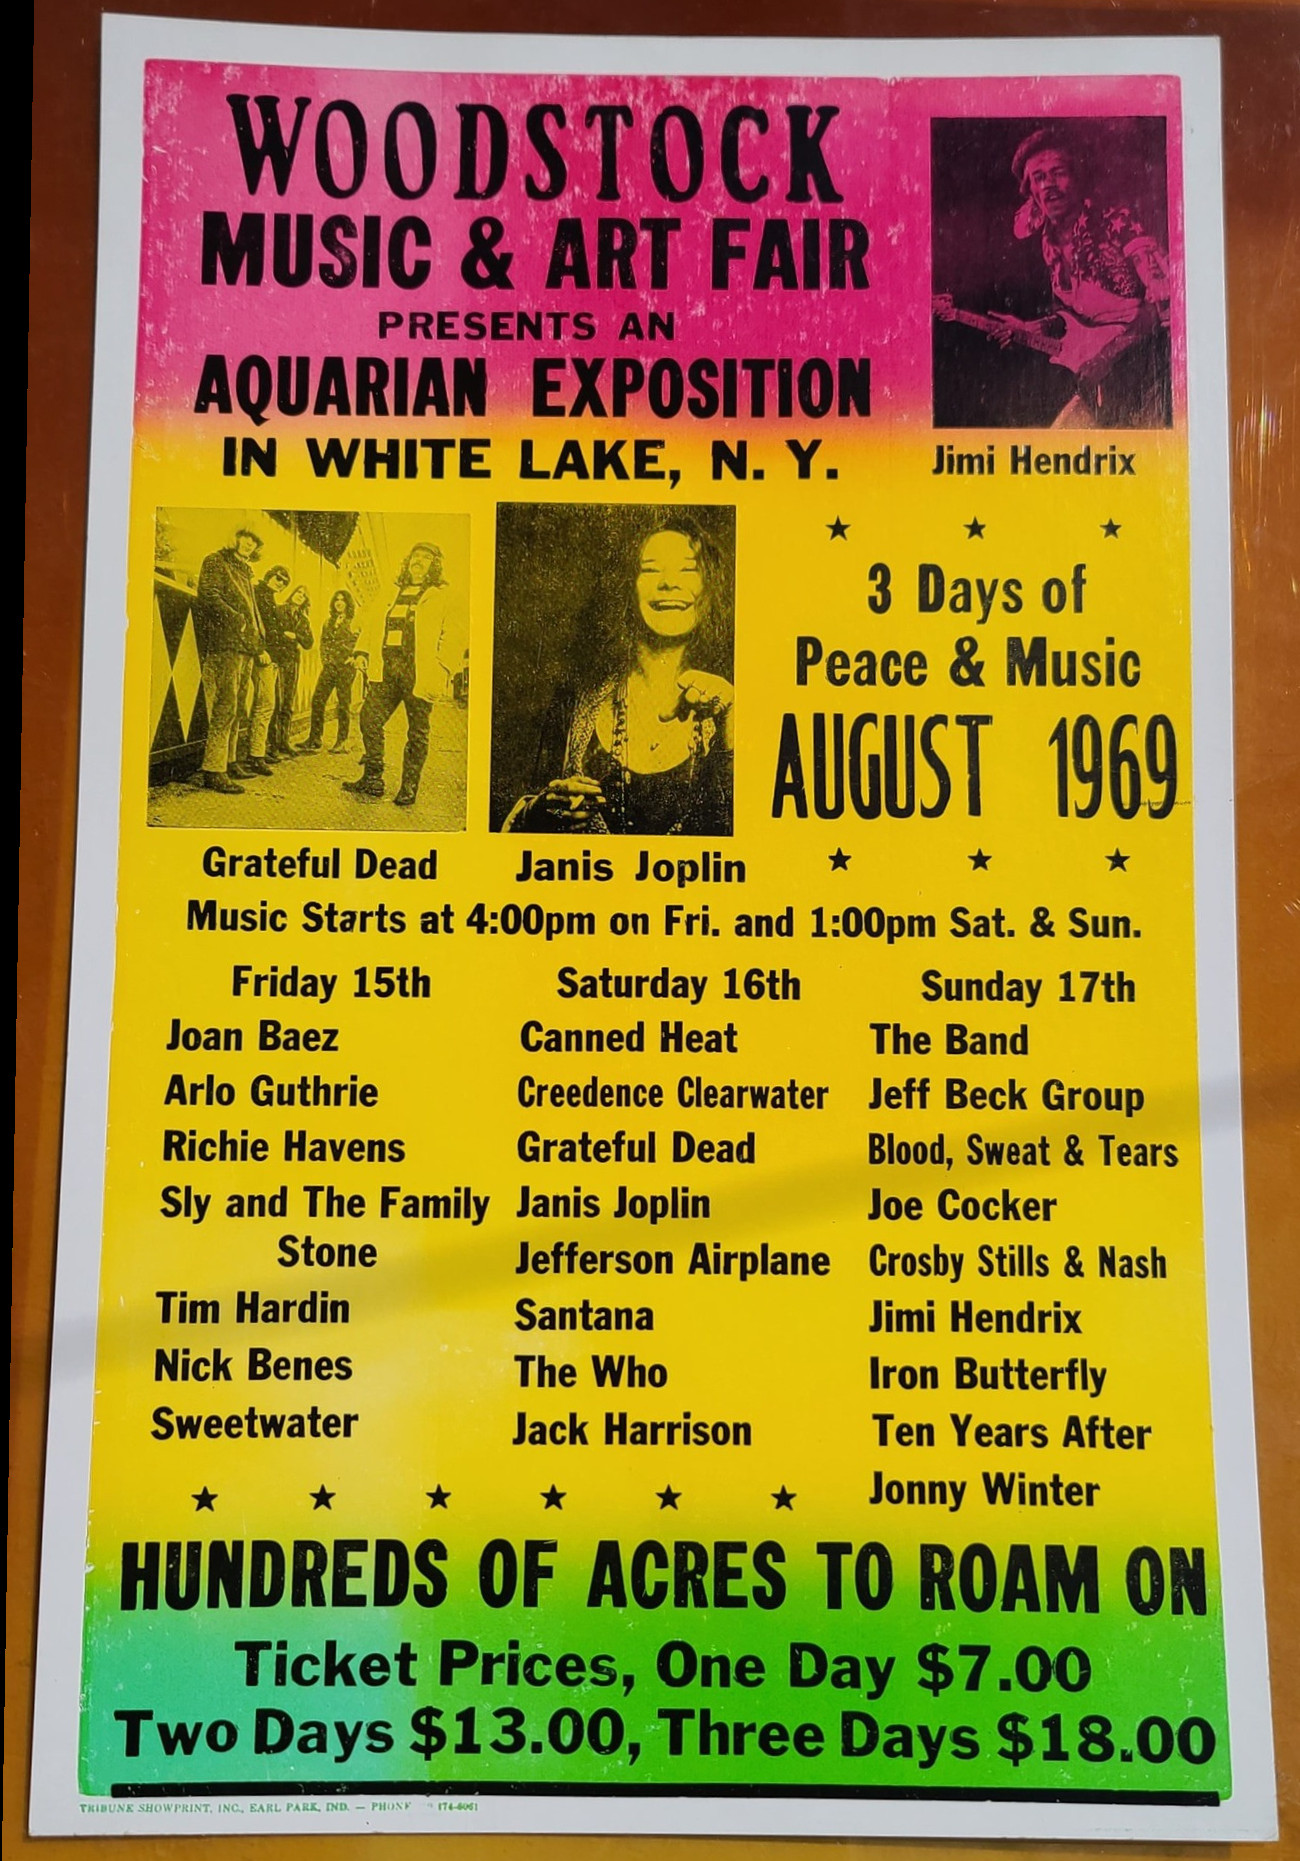 WOODSTOCK
MUSIC & ART FAIR
PRESENTS AN
AQUARIAN EXPOSITION
IN WHITE LAKE, N. Y.
Jimi Hendrix
3 Days of
Peace & Music
AUGUST 1969
Grateful Dead
Janis Joplin
Music Starts at 4:00pm on Fri. and 1:00pm Sat. & Sun.
Friday 15th
Joan Baez
Arlo Guthrie
Richie Havens
Sly and The Family
Stone
Tim Hardin
Nick Benes
Sweetwater
Saturday 16th
Canned Heat
Creedence Clearwater
Grateful Dead
Janis Joplin
Jefferson Airplane
Santana
The Who
Jack Harrison
Sunday 17th
The Band
Jeff Beck Group
Blood, Sweat & Tears
Joe Cocker
Crosby Stills & Nash
Jimi Hendrix
Iron Butterfly
Ten Years After
Jonny Winter
HUNDREDS OF ACRES TO ROAM ON
Ticket Prices, One Day $7.00
Two Days $13.00, Three Days $18.00
TRIBUNE SHOWPRINT, INC., EARL PARK, IND. — PHONE